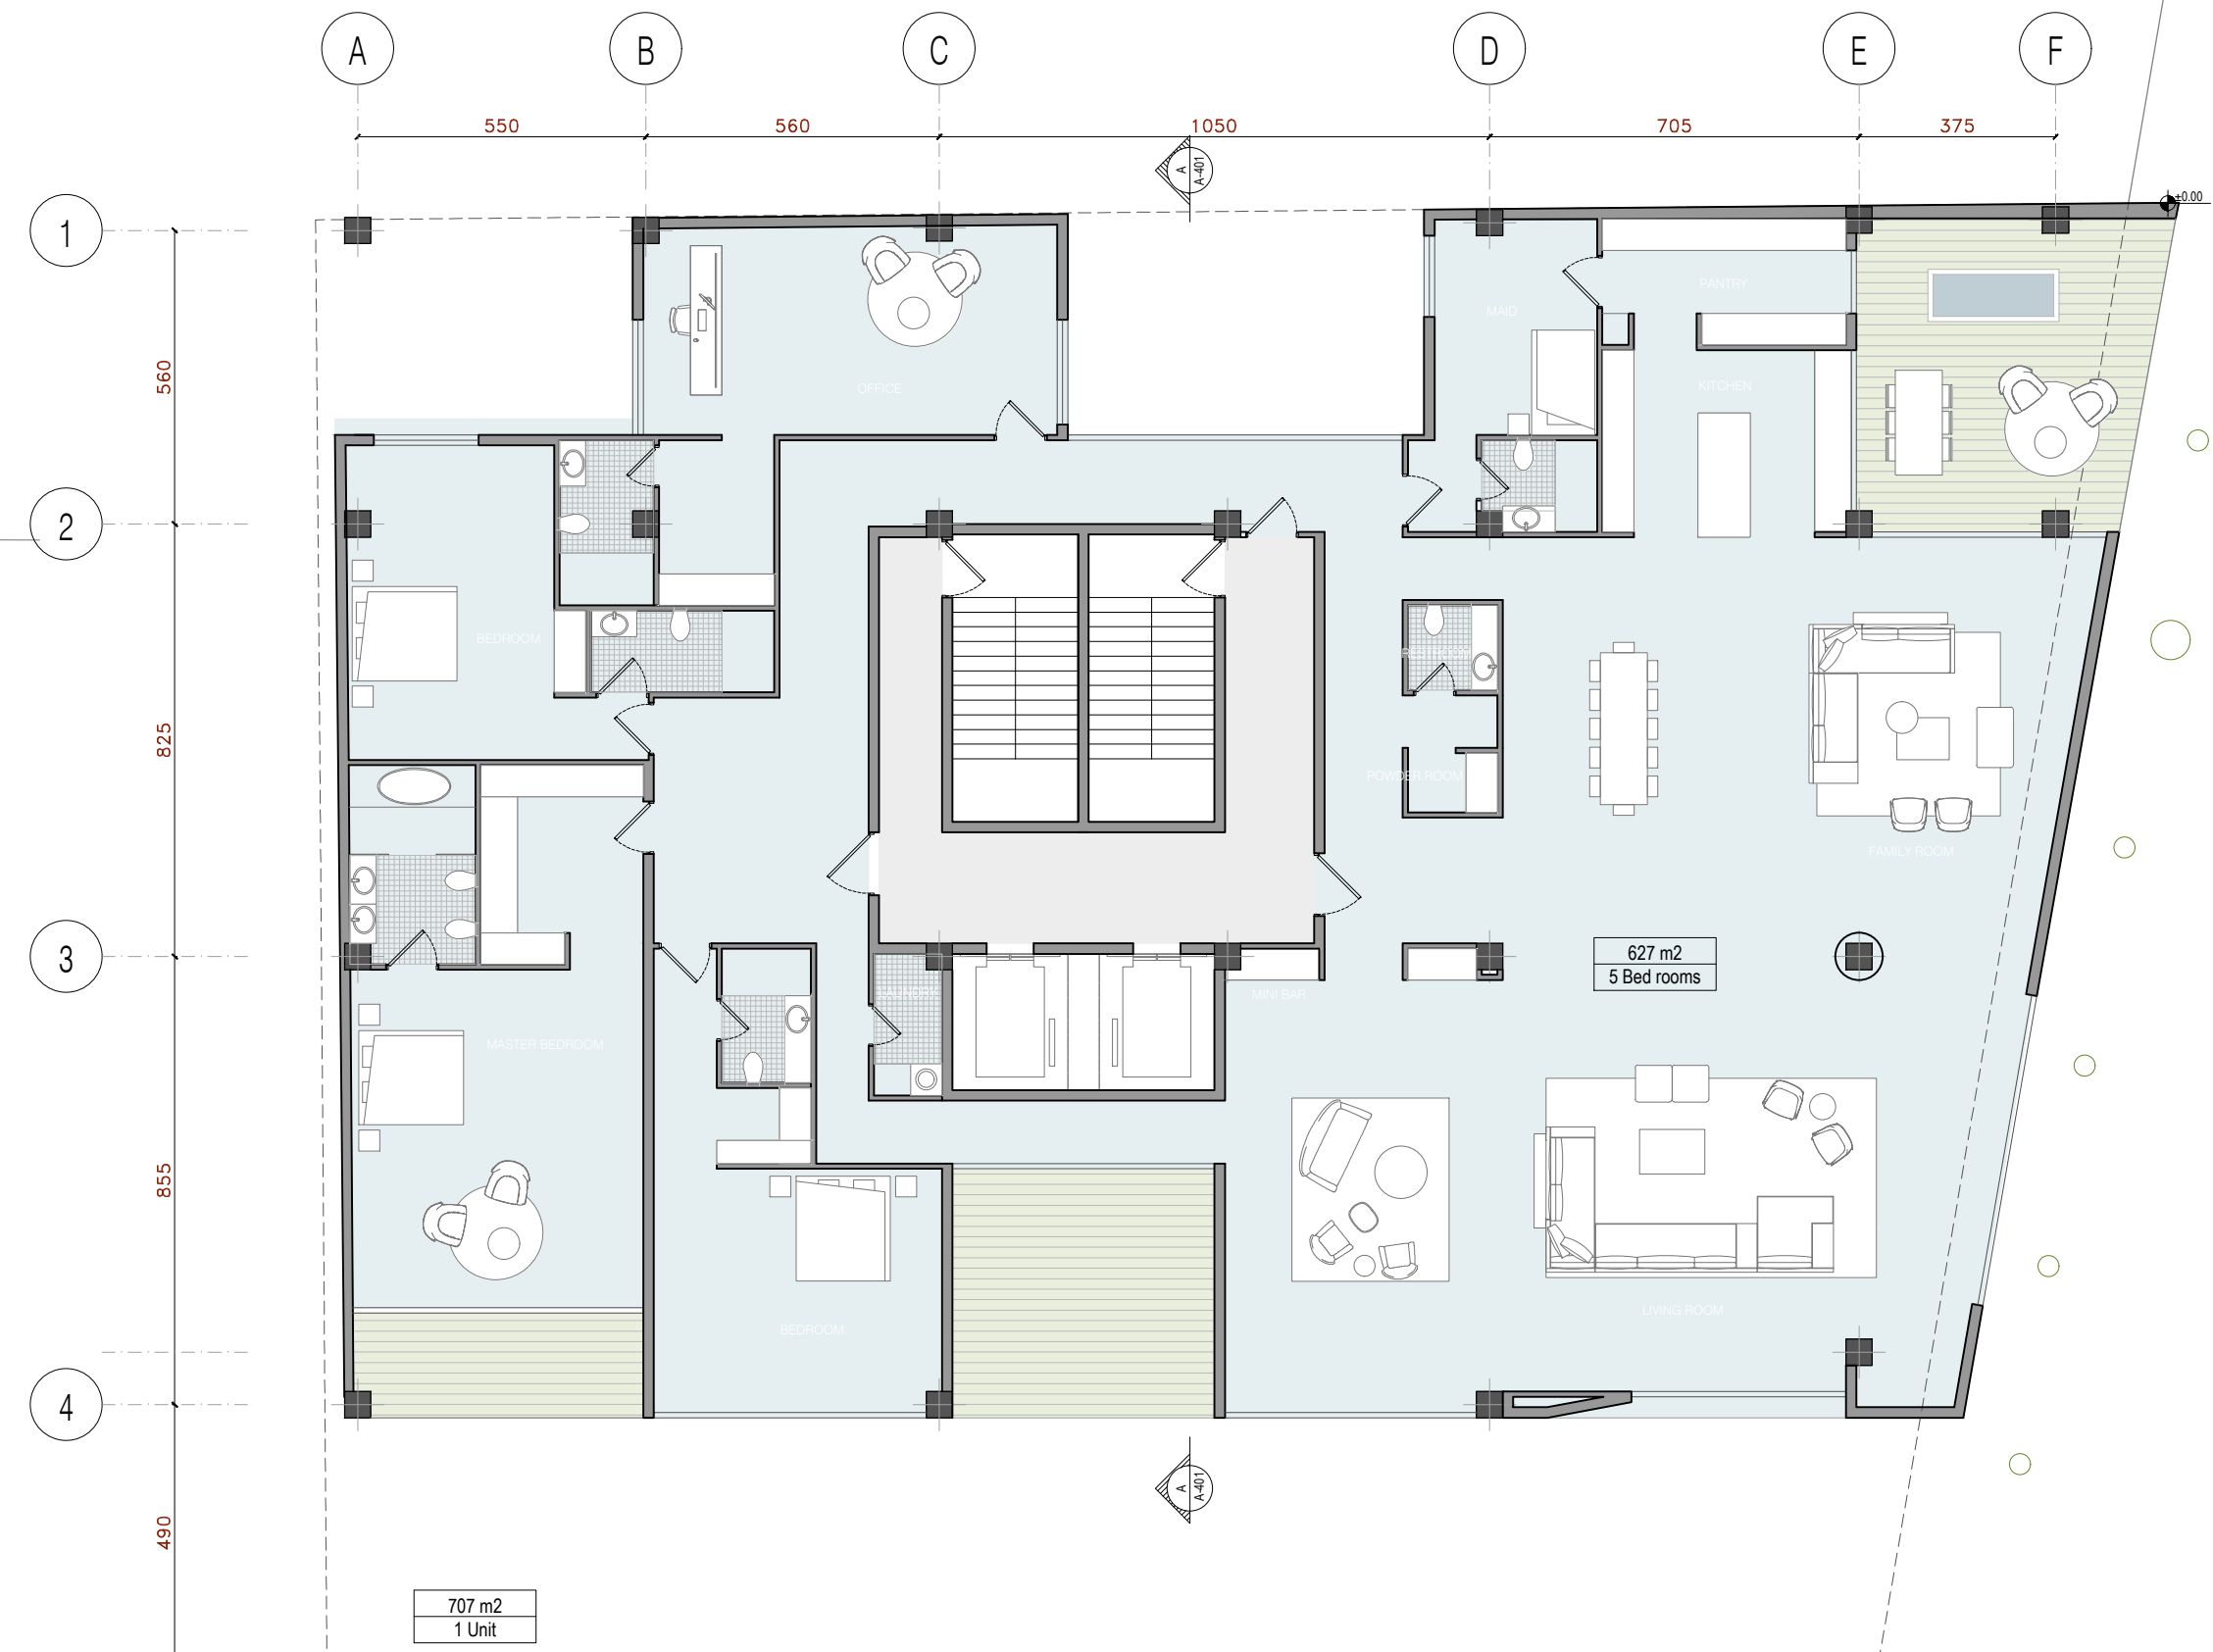 A B C D E F
550 560 1050 705 375
A
A-401
±0.00
1
560
PANTRY
MAID
OFFICE
KITCHEN
2
825
BEDROOM
RESTROOM
POWDER ROOM
FAMILY ROOM
3
627 m2
5 Bed rooms
LAUNDRY
MINI BAR
MASTER BEDROOM
855
LIVING ROOM
BEDROOM
4
A
A-401
490
707 m2
1 Unit